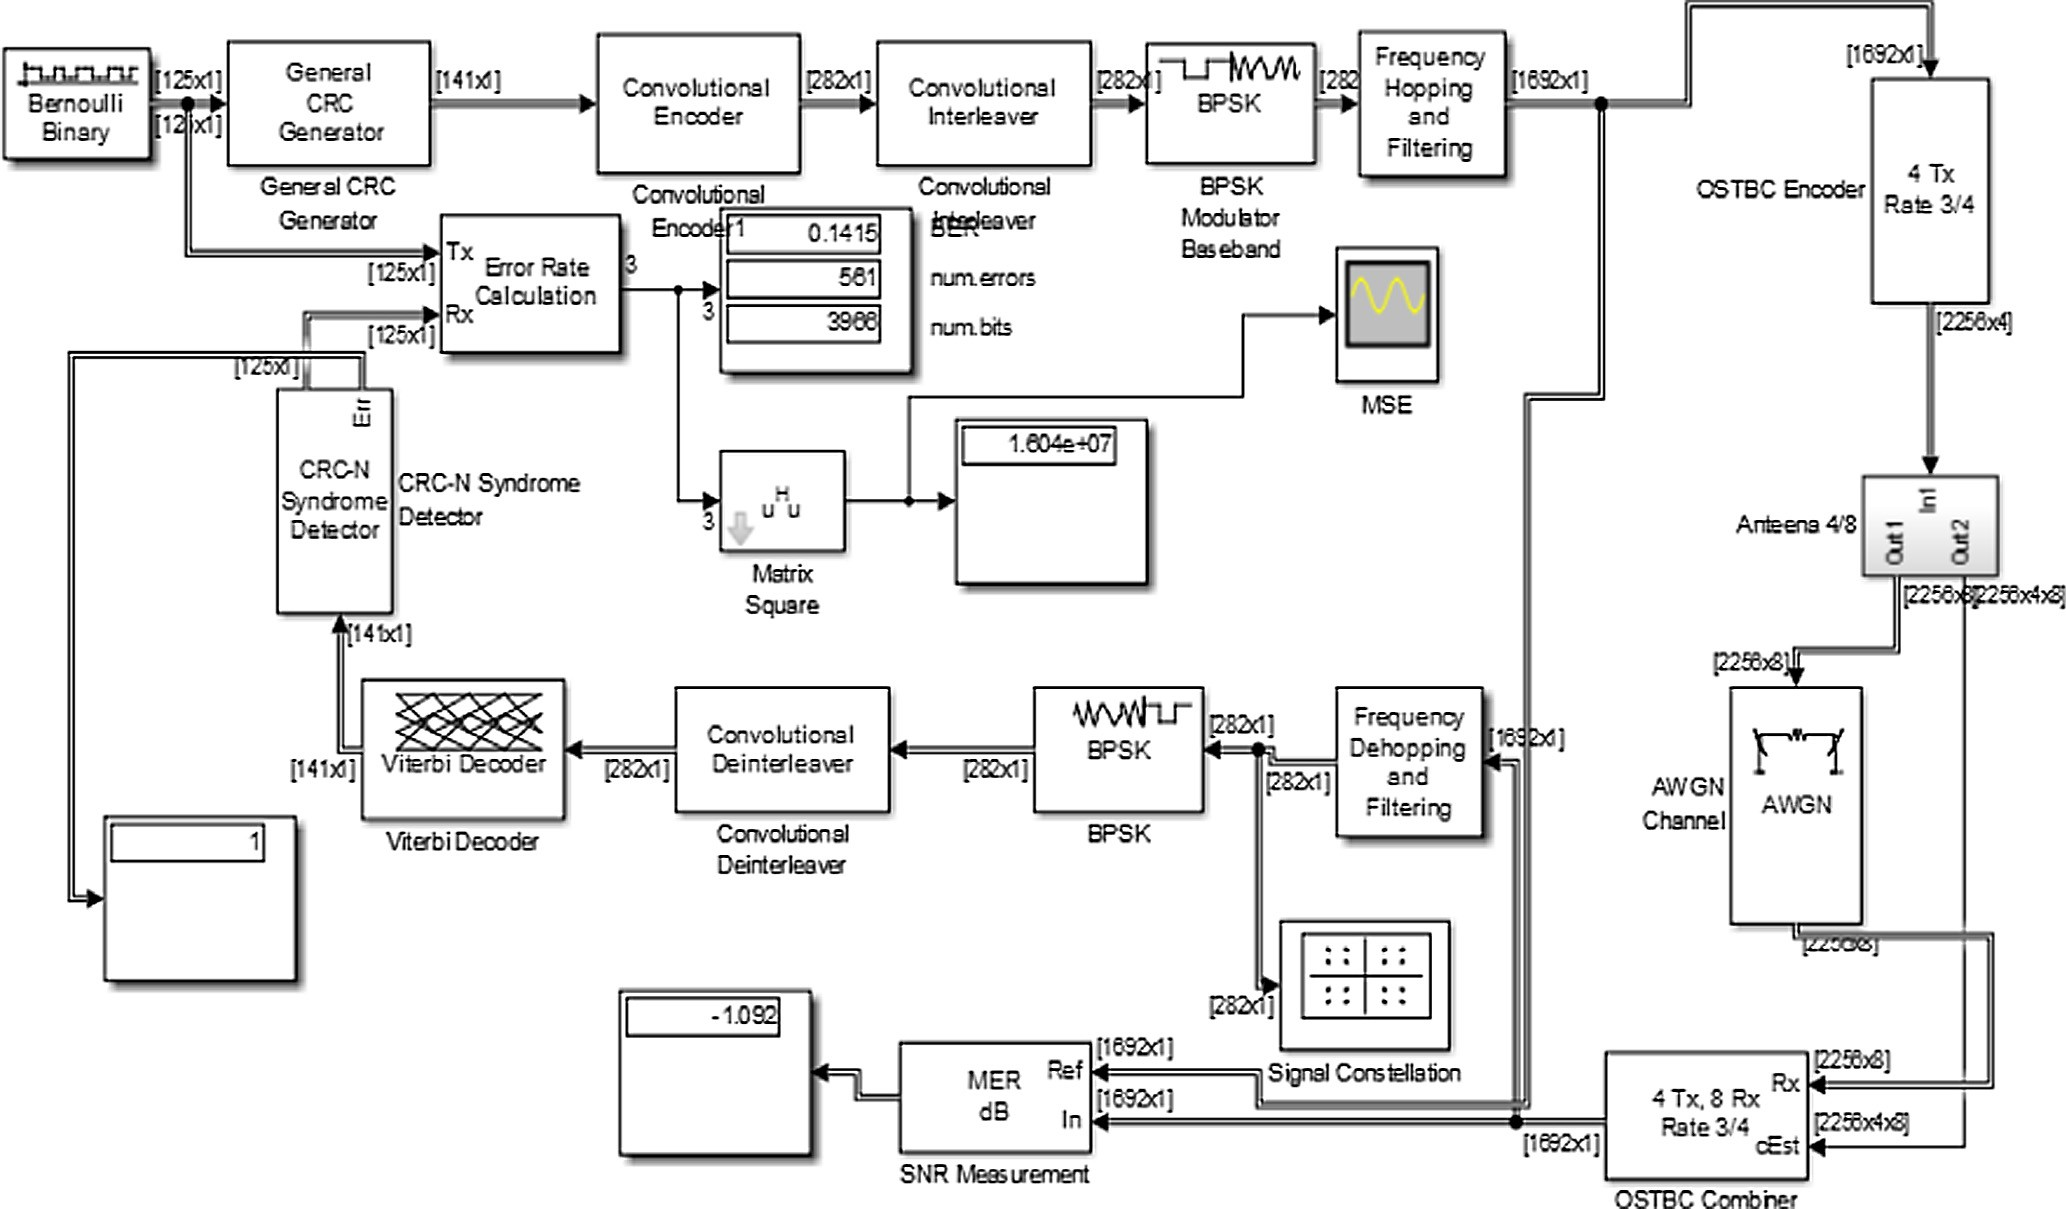 [125x1]
[125x1]
Bernoulli
Binary
General
CRC
Generator
General CRC
Generator
[141x1]
Convolutional
Encoder
Convolutional
Encoder1
[282x1]
Convolutional
Interleaver
Convolutional
Interleaver
[282x1]
BPSK
BPSK
Modulator
Baseband
[282
Frequency
Hopping
and
Filtering
[1692x1]
[1692x1]
OSTBC Encoder
4 Tx
Rate 3/4
[2256x4]
Tx
Rx
Error Rate
Calculation
[125x1]
[125x1]
[125x1]
3
3
3
0.1415
561
3966
BER
num.errors
num.bits
MSE
1.604e+07
u
H
u
Matrix
Square
Err
CRC-N
Syndrome
Detector
CRC-N Syndrome
Detector
[141x1]
[141x1]
Anteena 4/8
In1
Out1
Out2
[2256x8]
[2256x4x8]
[2256x8]
AWGN
Channel
AWGN
[2256x8]
Viterbi Decoder
Viterbi Decoder
[282x1]
Convolutional
Deinterleaver
Convolutional
Deinterleaver
[282x1]
BPSK
BPSK
[282x1]
[282x1]
Frequency
Dehopping
and
Filtering
[1692x1]
1
[282x1]
Signal Constellation
-1.092
MER
dB
Ref
In
SNR Measurement
[1692x1]
[1692x1]
[1692x1]
4 Tx, 8 Rx
Rate 3/4
Rx
cEst
[2256x8]
[2256x4x8]
OSTBC Combiner